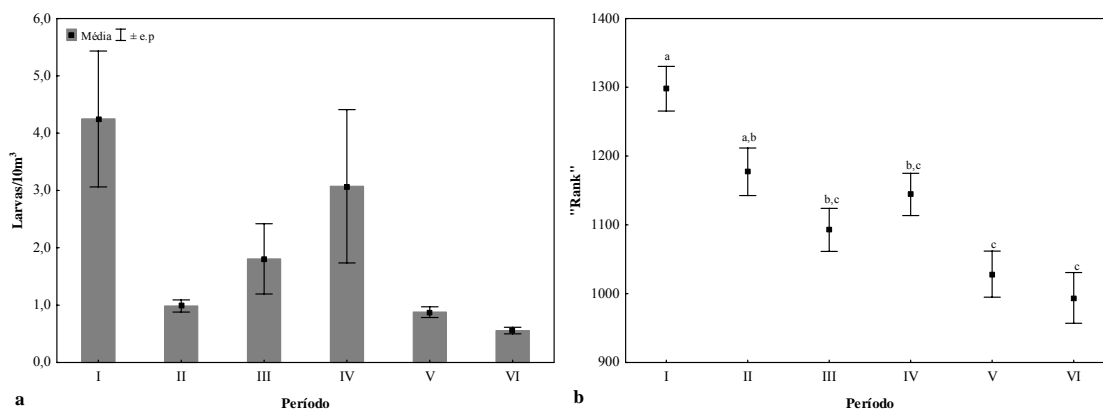 6,0
Média ± e.p
5,0
4,0
3,0
2,0
1,0
0,0
Larvas/10m³
I II III IV V VI
Período
a
1400
1300
1200
1100
1000
900
"Rank"
a
a,b
b,c
b,c
c
c
I II III IV V VI
Período
b